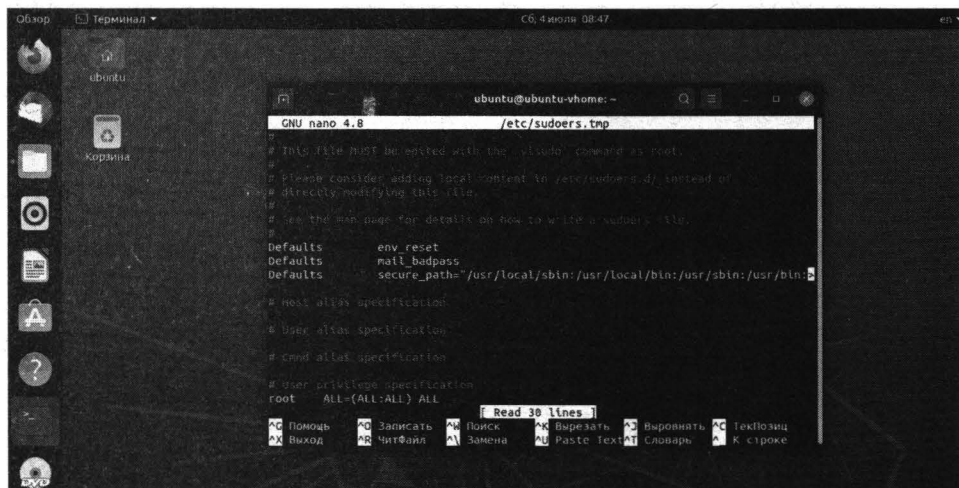 Обзор
Терминал
Сб, 4 июля 08:47
en
ubuntu
Корзина
ubuntu@ubuntu-vhome: ~
GNU nano 4.8 /etc/sudoers.tmp
#
# This file MUST be edited with the 'visudo' command as root.
#
# Please consider adding local content in /etc/sudoers.d/ instead of
# directly modifying this file.
#
# See the man page for details on how to write a sudoers file.
#
Defaults env_reset
Defaults mail_badpass
Defaults secure_path="/usr/local/sbin:/usr/local/bin:/usr/sbin:/usr/bin:>
# Host alias specification
# User alias specification
# Cmnd alias specification
# User privilege specification
root ALL=(ALL:ALL) ALL
[ Read 30 lines ]
^G Помощь ^O Записать ^W Поиск ^K Вырезать ^J Выровнять ^C ТекПозиц
^X Выход ^R ЧитФайл ^\ Замена ^U Paste Text ^T Словарь ^_ К строке
DVD